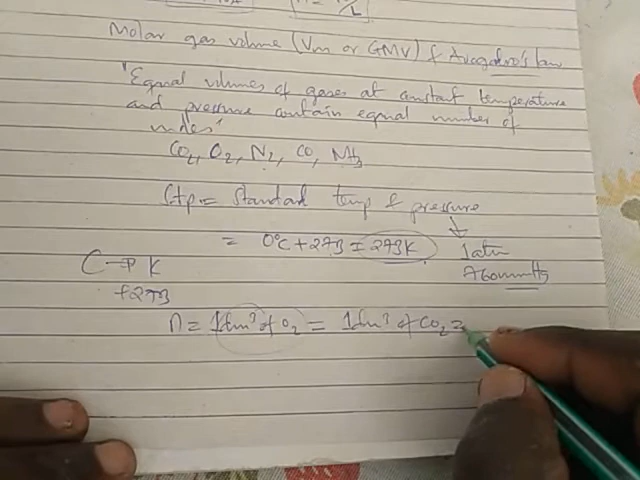 Molar gas volume (Vm or GMV) & Avogadro's law
"Equal volumes of gases at constant temperature
and pressure contain equal number of
moles"
CO2, O2, N2, CO, NH3
Stp = Standard temp & pressure
= 0°C + 273 = 273K 1atm
C → K 760mmHg
+273
n = 1dm³ of O2 = 1dm³ of CO2 =